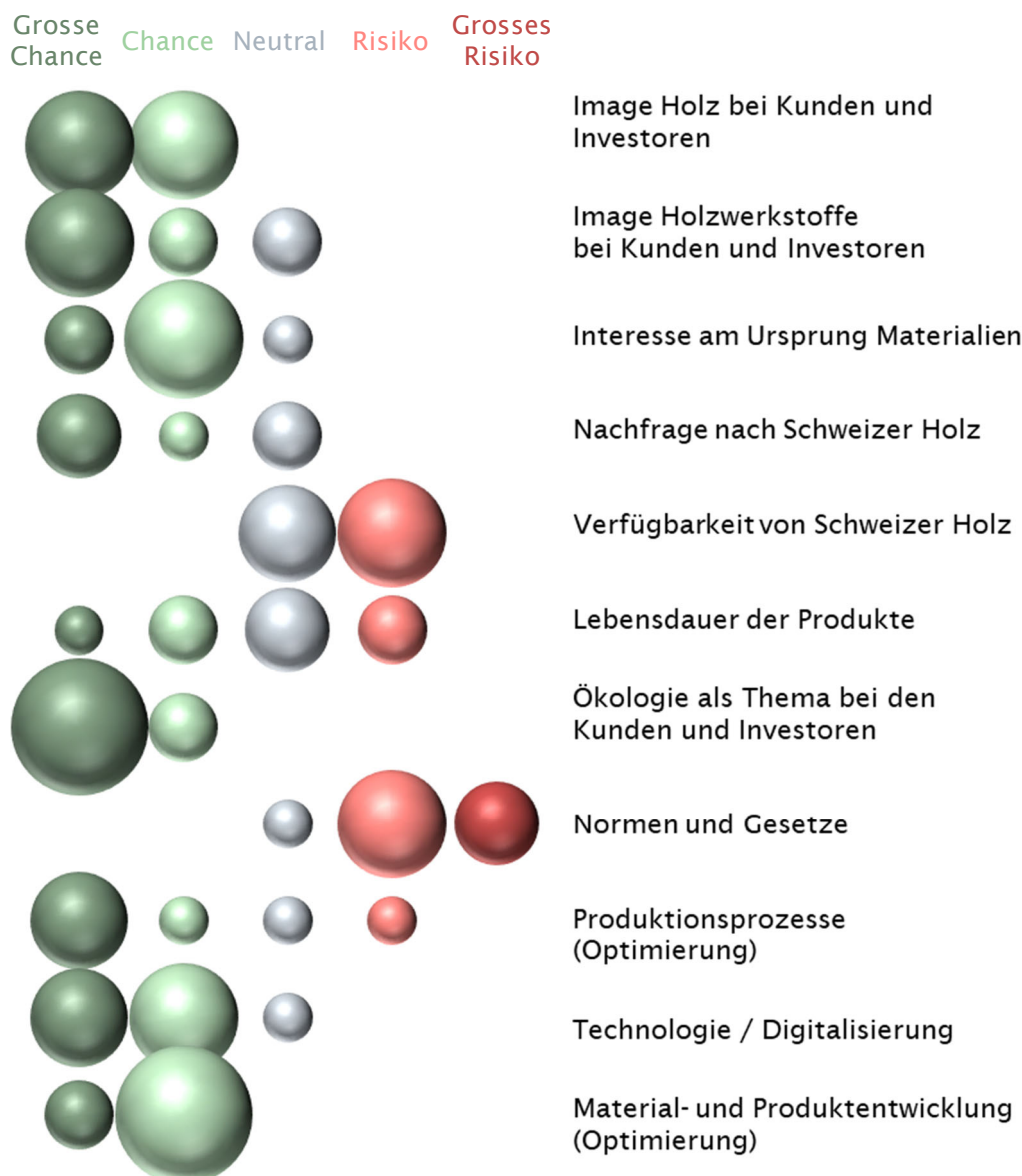 Grosse Chance
Chance
Neutral
Risiko
Grosses Risiko
Image Holz bei Kunden und
Investoren
Image Holzwerkstoffe
bei Kunden und Investoren
Interesse am Ursprung Materialien
Nachfrage nach Schweizer Holz
Verfügbarkeit von Schweizer Holz
Lebensdauer der Produkte
Ökologie als Thema bei den
Kunden und Investoren
Normen und Gesetze
Produktionsprozesse
(Optimierung)
Technologie / Digitalisierung
Material- und Produktentwicklung
(Optimierung)